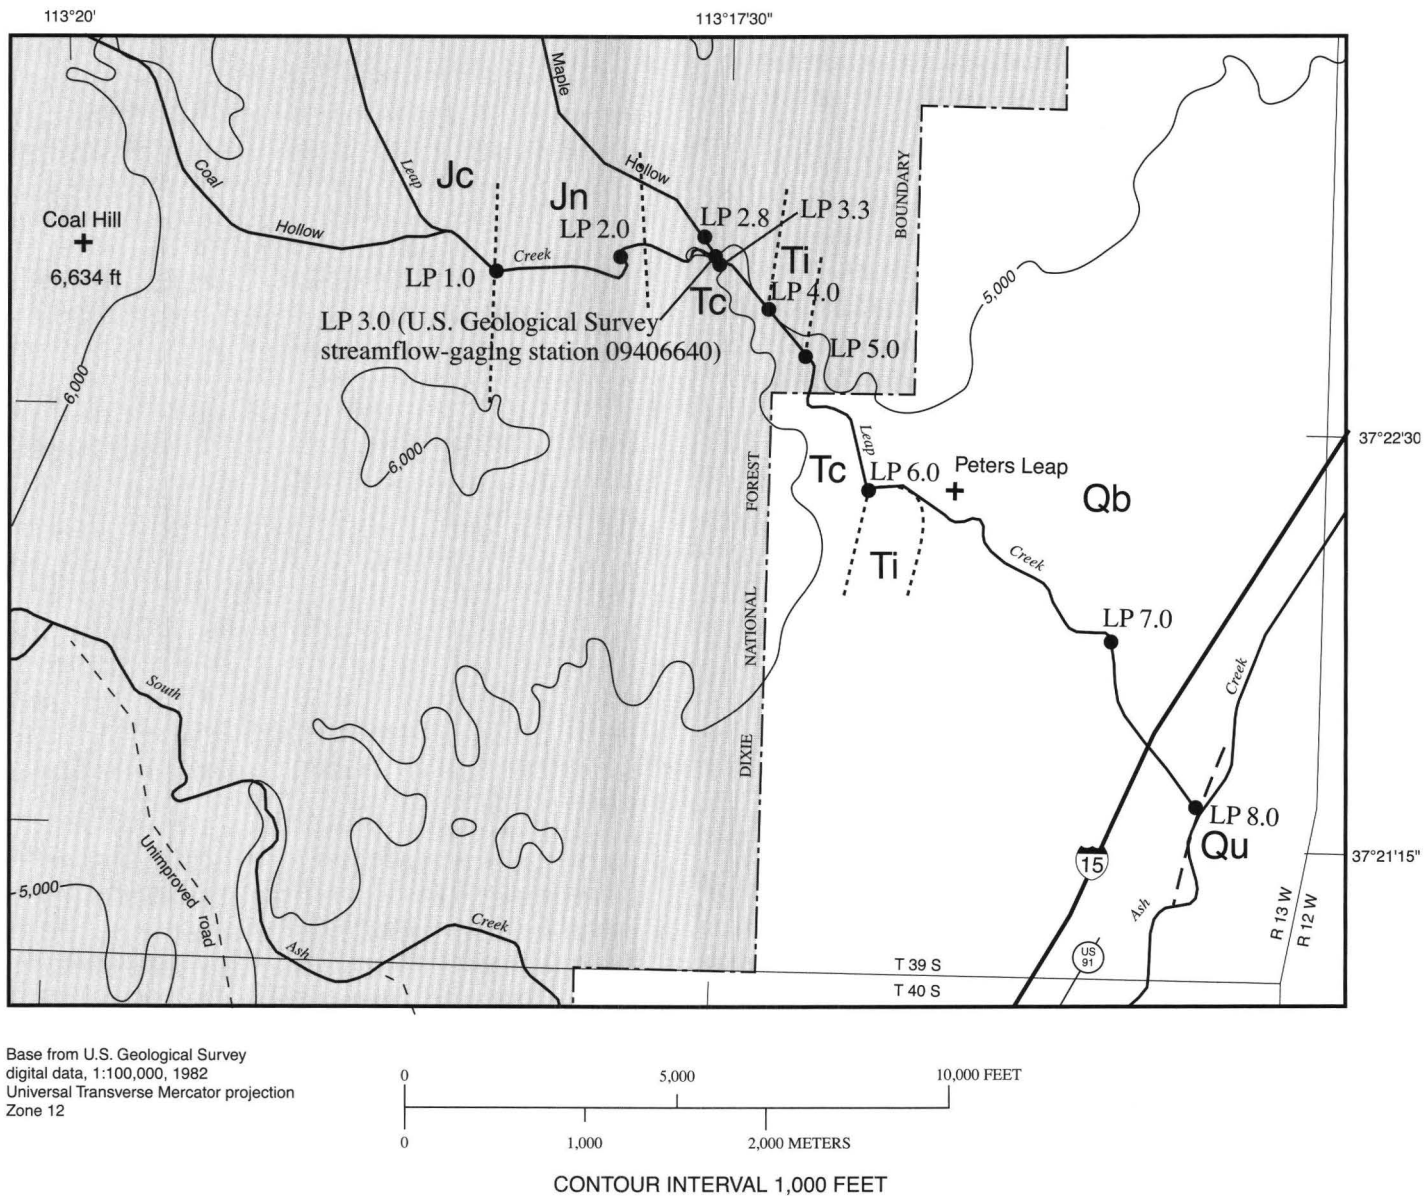 113°20'
113°17'30"
Maple
Hollow
Coal
Hollow
Leap
Jc
Jn
BOUNDARY
Coal Hill
6,634 ft
LP 1.0
Creek
LP 2.0
LP 2.8
LP 3.3
Ti
Tc
LP 4.0
LP 3.0 (U.S. Geological Survey
streamflow-gaging station 09406640)
LP 5.0
5,000
6,000
6,000
37°22'30
Leap
Tc
LP 6.0
Peters Leap
Qb
FOREST
Ti
Creek
NATIONAL
LP 7.0
South
Creek
DIXIE
LP 8.0
Qu
15
37°21'15"
Unimproved road
5,000
Ash
Creek
Ash
US
91
R 13 W
R 12 W
T 39 S
T 40 S
Base from U.S. Geological Survey
digital data, 1:100,000, 1982
Universal Transverse Mercator projection
Zone 12
0
5,000
10,000 FEET
0
1,000
2,000 METERS
CONTOUR INTERVAL 1,000 FEET